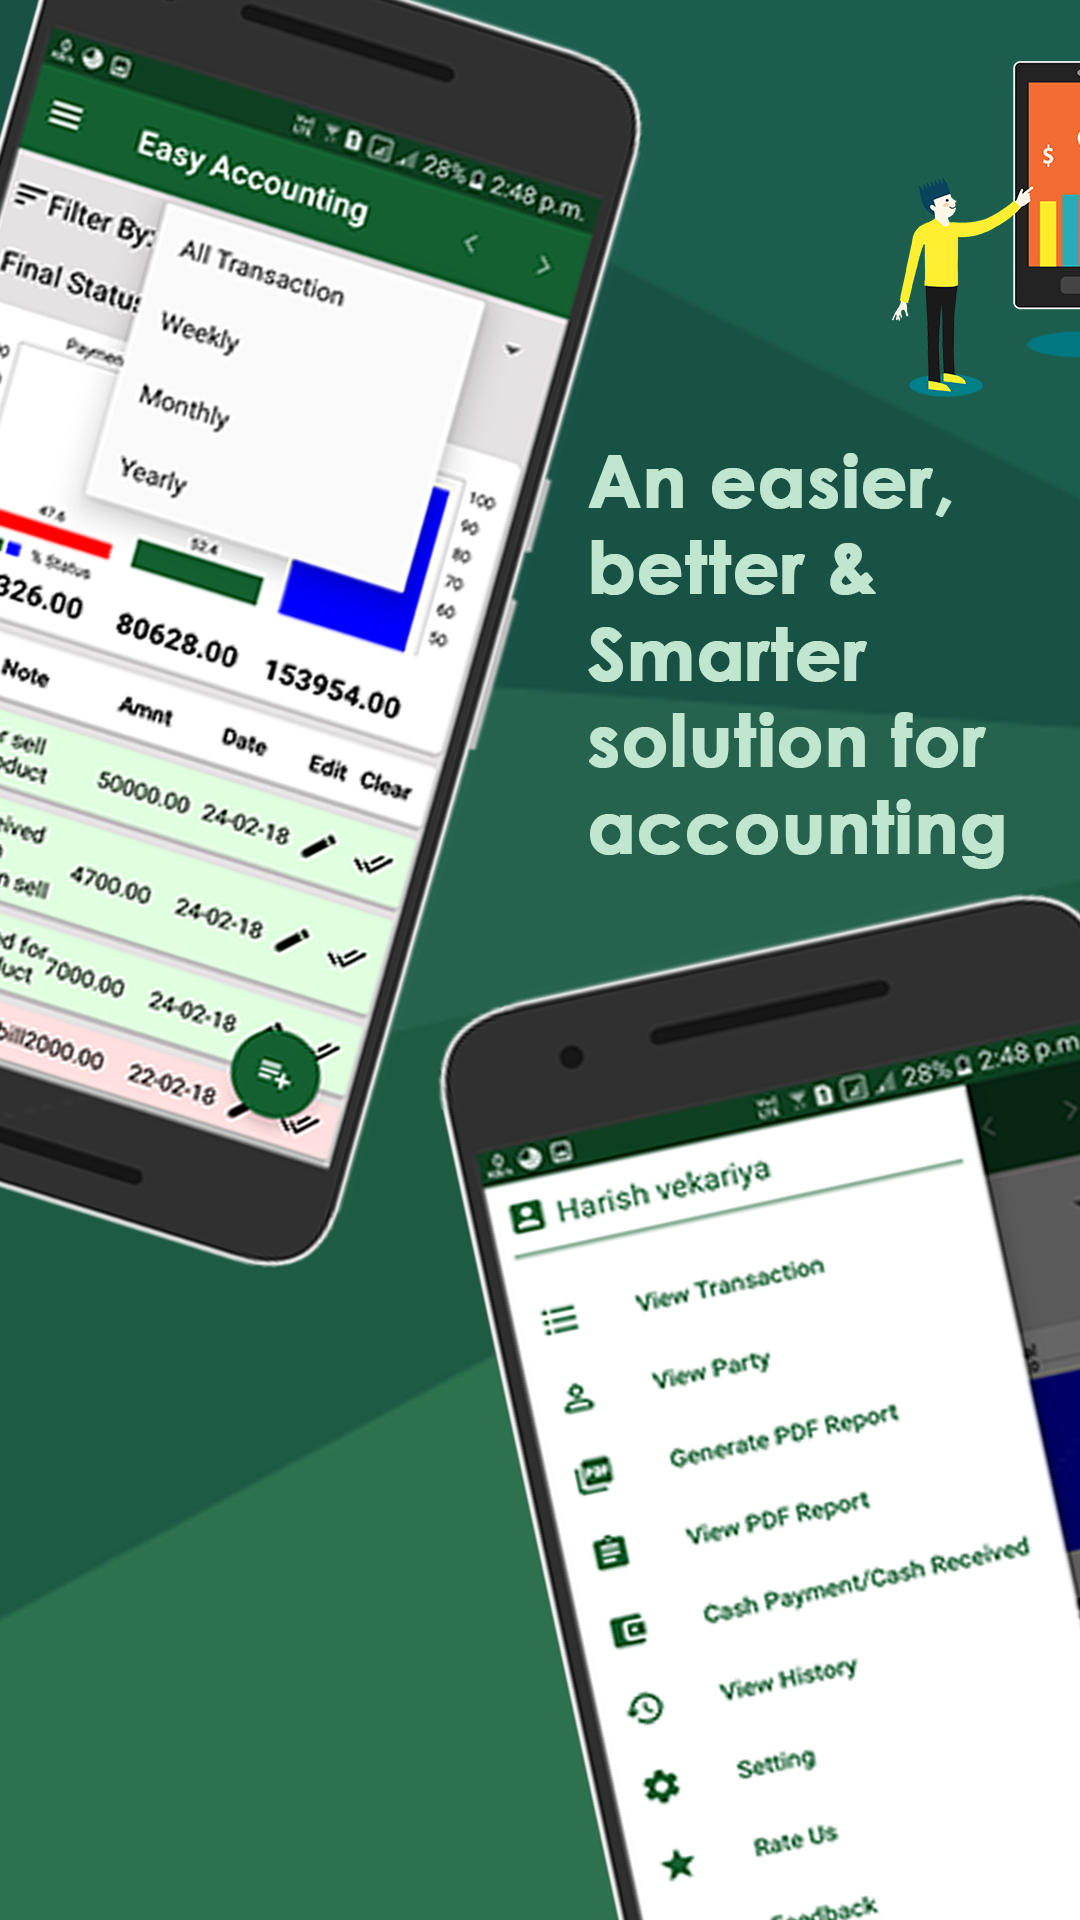 28% 2:48 p.m.
Easy Accounting
Filter By:
All Transaction
Final Status
Weekly
Monthly
Yearly
100
90
80
70
60
50
47.6
52.4
% Status
326.00 80628.00 153954.00
Note Amnt Date Edit Clear
sell
50000.00 24-02-18
4700.00 24-02-18
sell
for
7000.00 24-02-18
bill 2000.00 22-02-18
$
An easier,
better &
Smarter
solution for
accounting
28% 2:48 p.m
Harish vekariya
View Transaction
View Party
PDF
Generate PDF Report
View PDF Report
Cash Payment/Cash Received
View History
Setting
Rate Us
Feedback